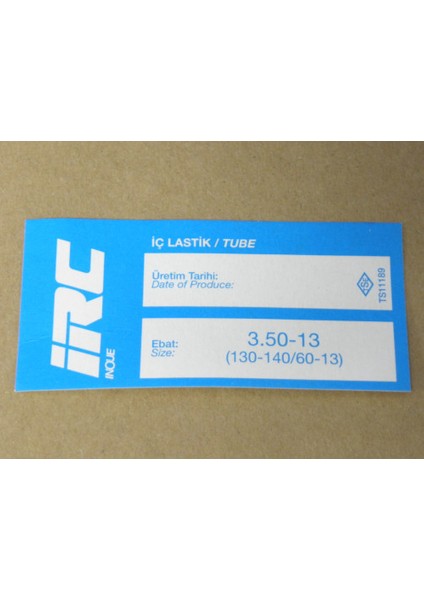 iRC
INOUE
İÇ LASTİK / TUBE
Üretim Tarihi:
Date of Produce:
TS11189
Ebat:
Size:
3.50-13
(130-140/60-13)